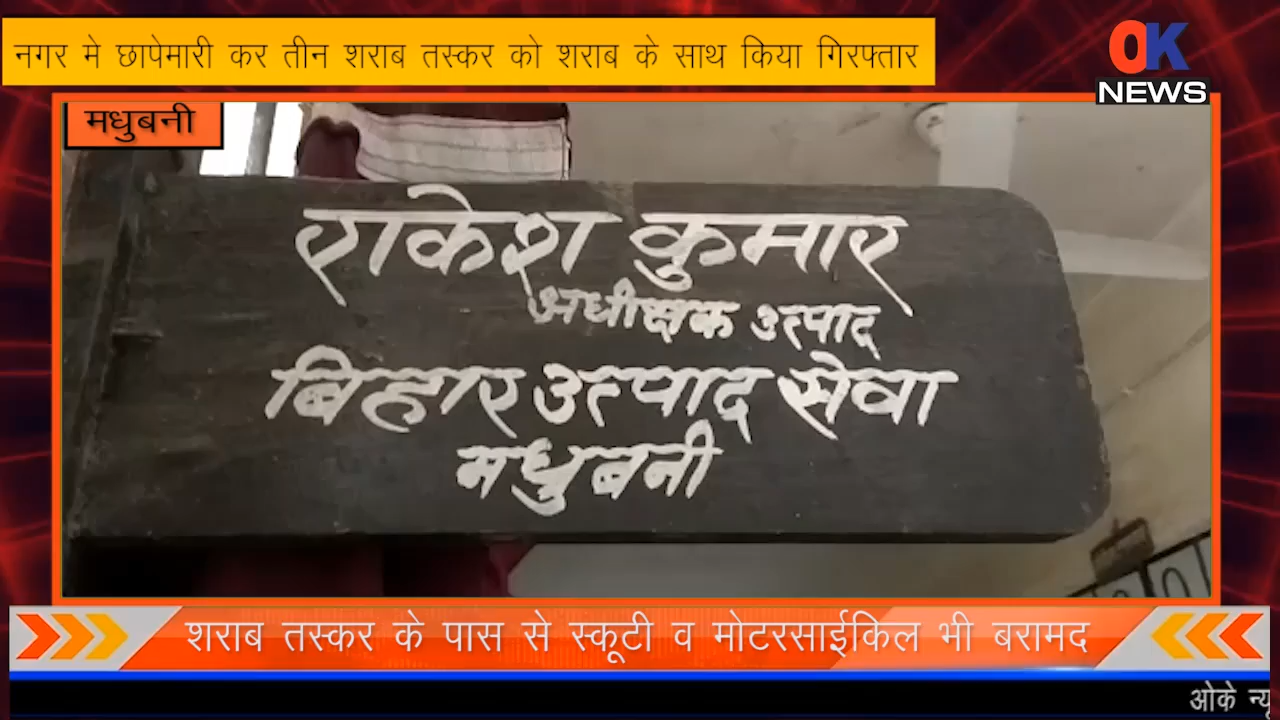 नगर मे छापेमारी कर तीन शराब तस्कर को शराब के साथ किया गिरफ्तार
OK
NEWS
मधुबनी
राकेश कुमार
अधीक्षक उत्पाद
बिहार उत्पाद सेवा
मधुबनी
शराब तस्कर के पास से स्कूटी व मोटरसाईकिल भी बरामद
ओके